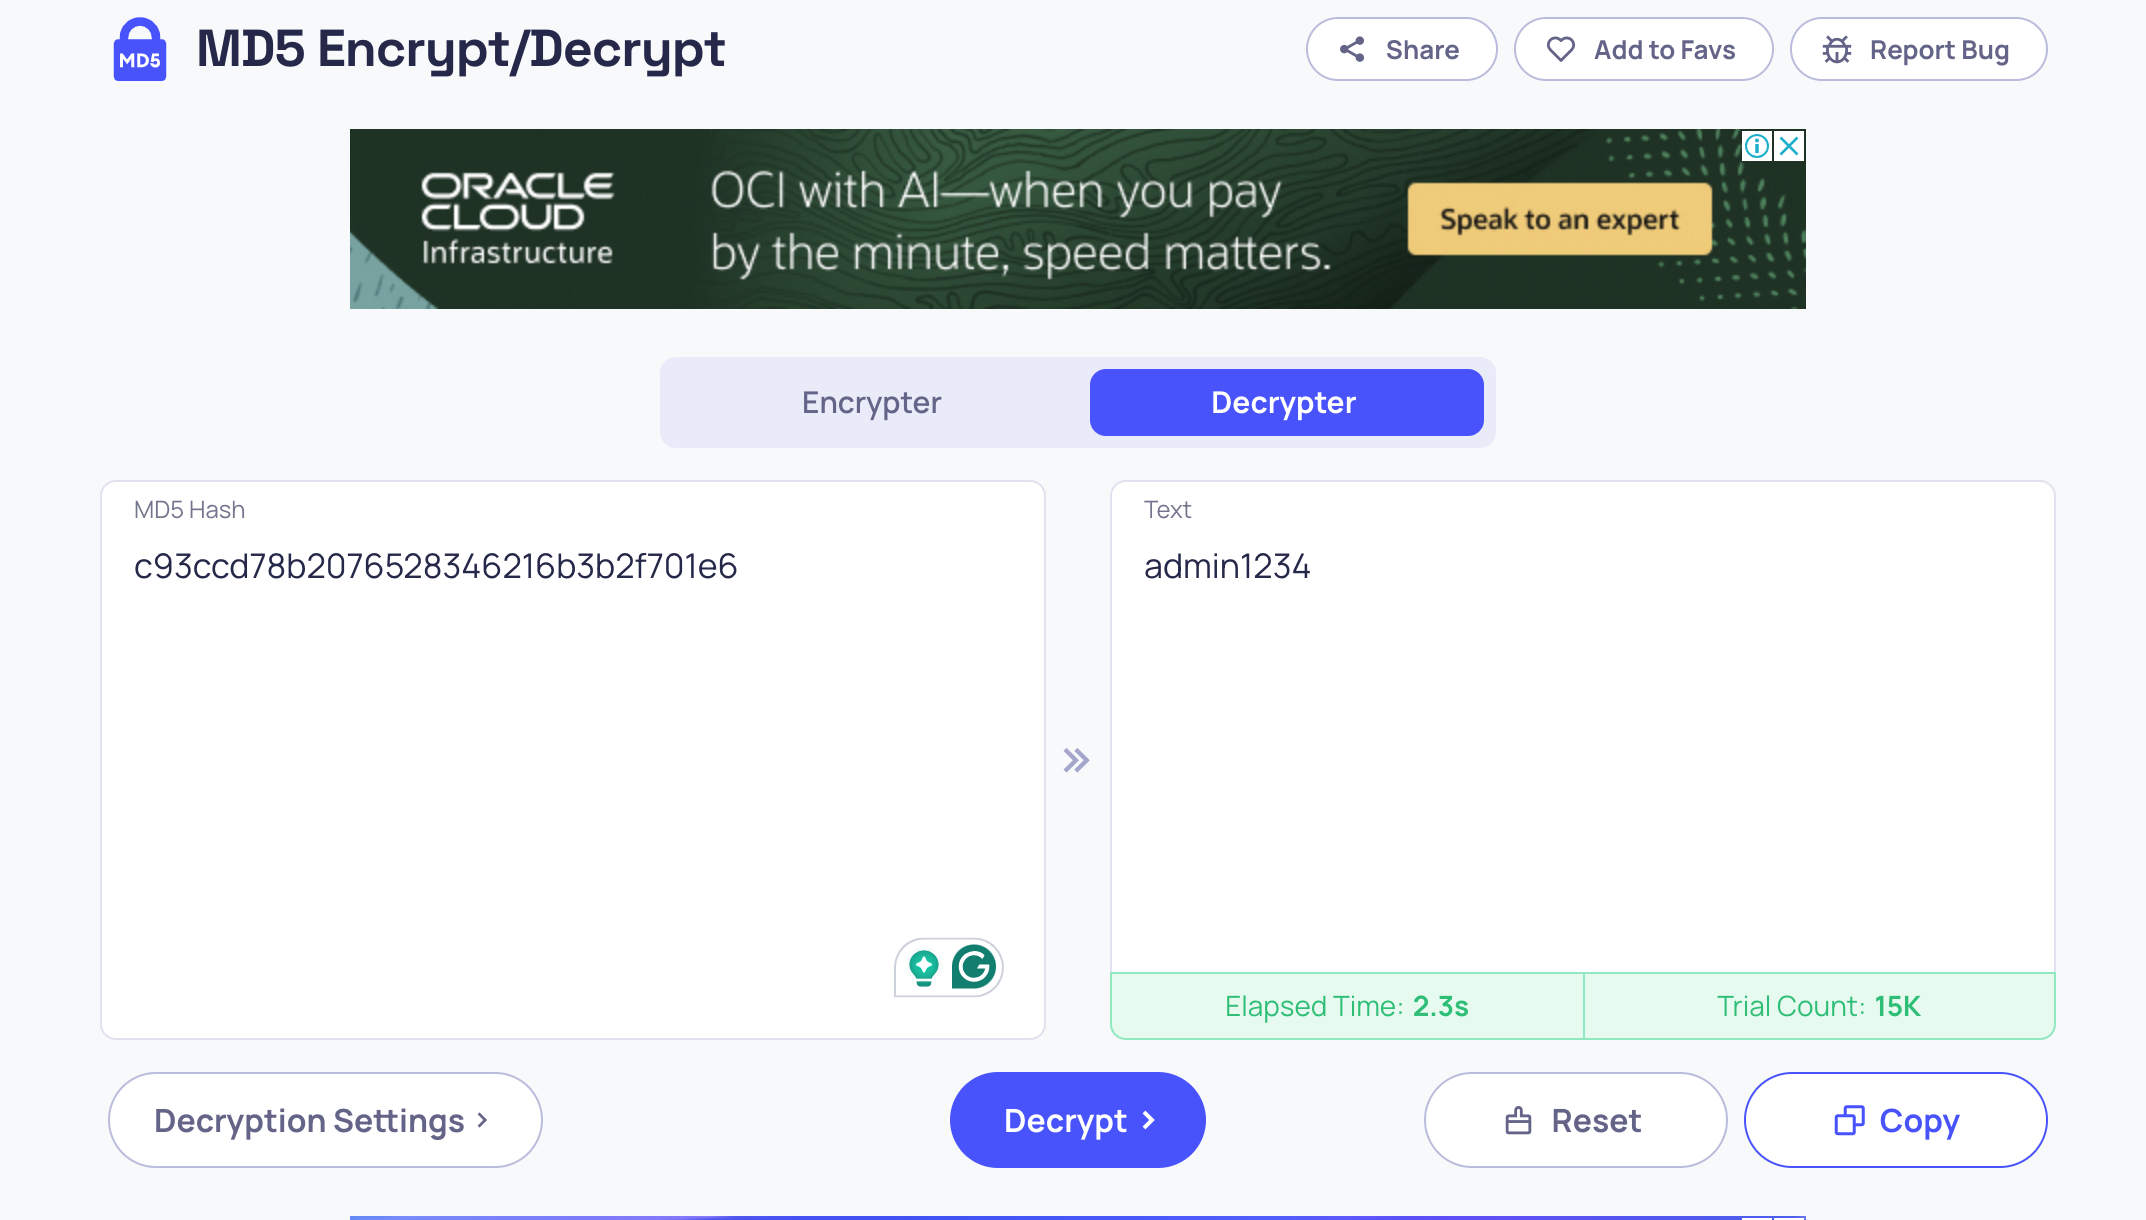 MD5
MD5 Encrypt/Decrypt
Share
Add to Favs
Report Bug
ORACLE
CLOUD
Infrastructure
OCI with AI—when you pay
by the minute, speed matters.
Speak to an expert
Encrypter
Decrypter
MD5 Hash
c93ccd78b2076528346216b3b2f701e6
Text
admin1234
Elapsed Time: 2.3s
Trial Count: 15K
Decryption Settings
Decrypt
Reset
Copy